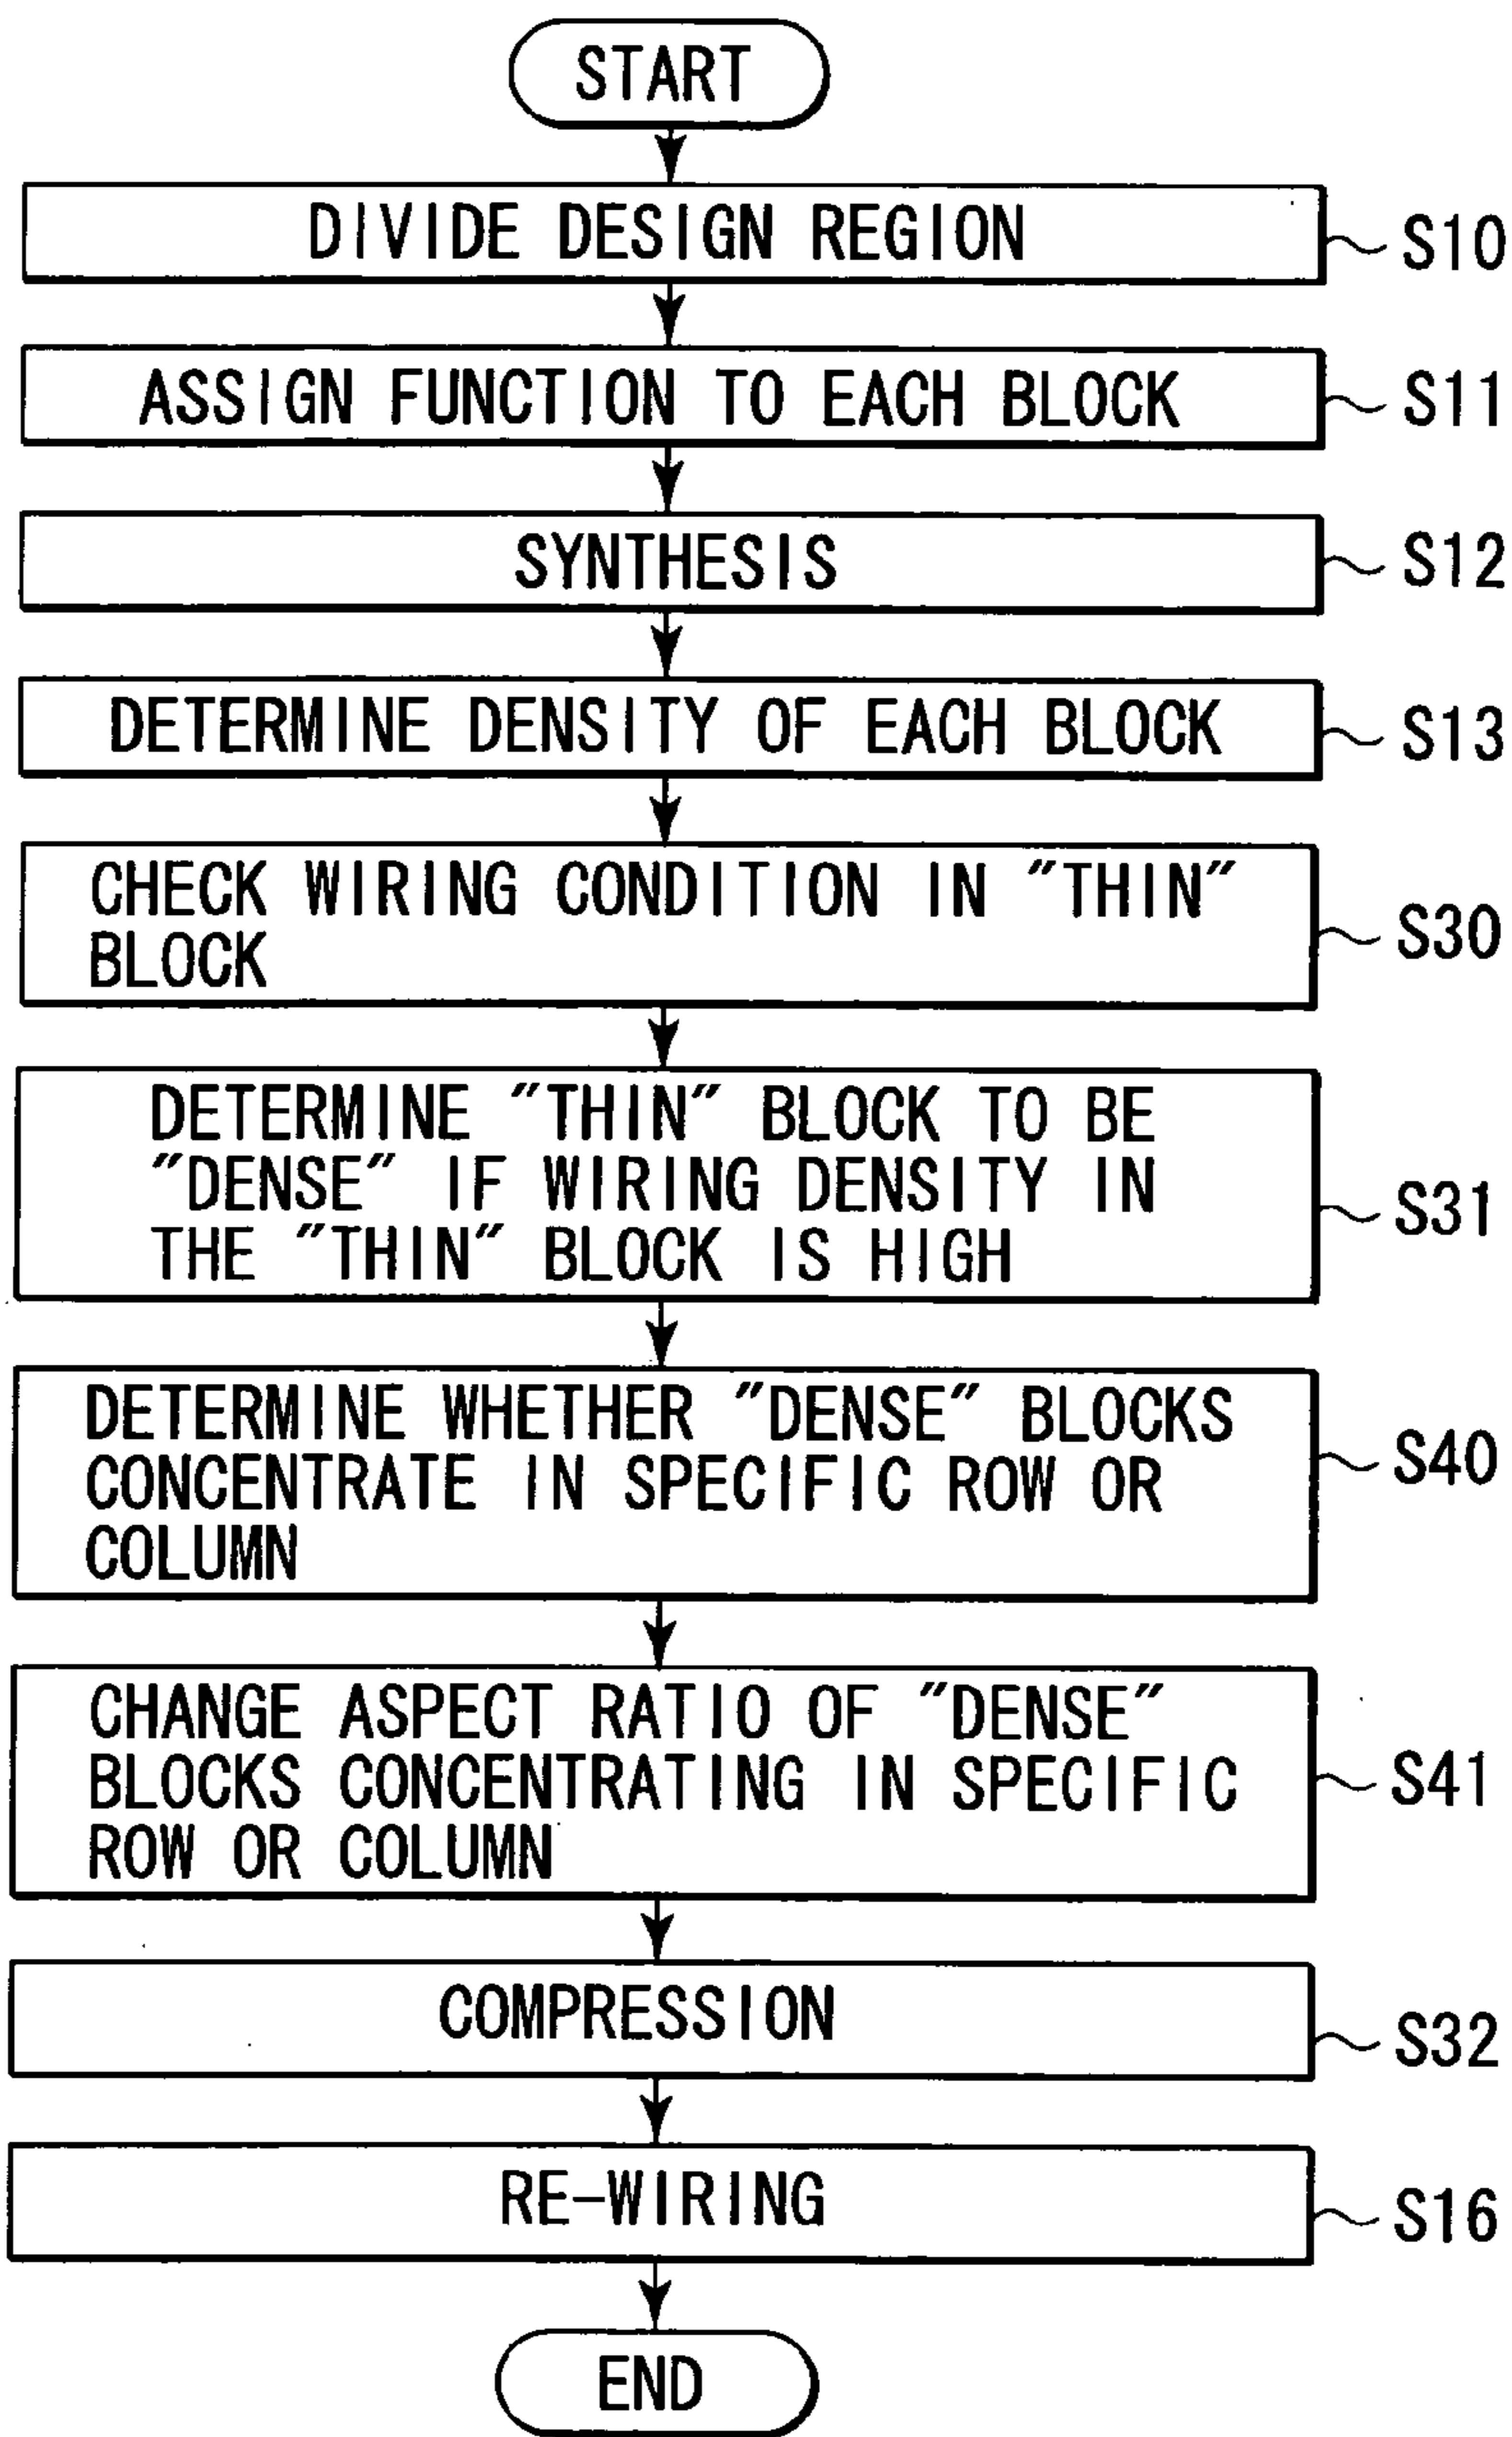 START
DIVIDE DESIGN REGION
S10
ASSIGN FUNCTION TO EACH BLOCK
S11
SYNTHESIS
S12
DETERMINE DENSITY OF EACH BLOCK
S13
CHECK WIRING CONDITION IN "THIN"
BLOCK
S30
DETERMINE "THIN" BLOCK TO BE
"DENSE" IF WIRING DENSITY IN
THE "THIN" BLOCK IS HIGH
S31
DETERMINE WHETHER "DENSE" BLOCKS
CONCENTRATE IN SPECIFIC ROW OR
COLUMN
S40
CHANGE ASPECT RATIO OF "DENSE"
BLOCKS CONCENTRATING IN SPECIFIC
ROW OR COLUMN
S41
COMPRESSION
S32
RE-WIRING
S16
END